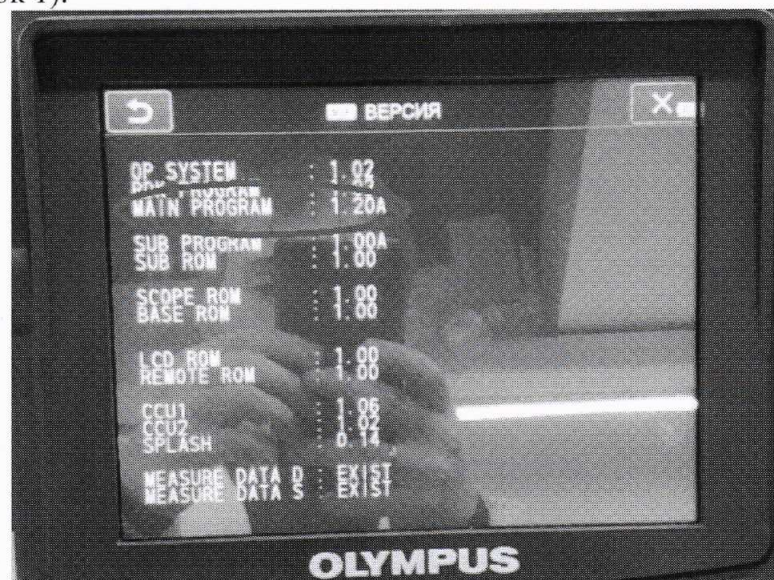 ВЕРСИЯ
OP SYSTEM : 1.02
PROGRAM
MAIN PROGRAM : 1.20A
SUB PROGRAM : 1.00A
SUB ROM : 1.00
SCOPE ROM : 1.00
BASE ROM : 1.00
LCD ROM : 1.00
REMOTE ROM : 1.00
CCU1 : 1.06
CCU2 : 1.02
SPLASH : 0.14
MEASURE DATA D : EXIST
MEASURE DATA S : EXIST
OLYMPUS